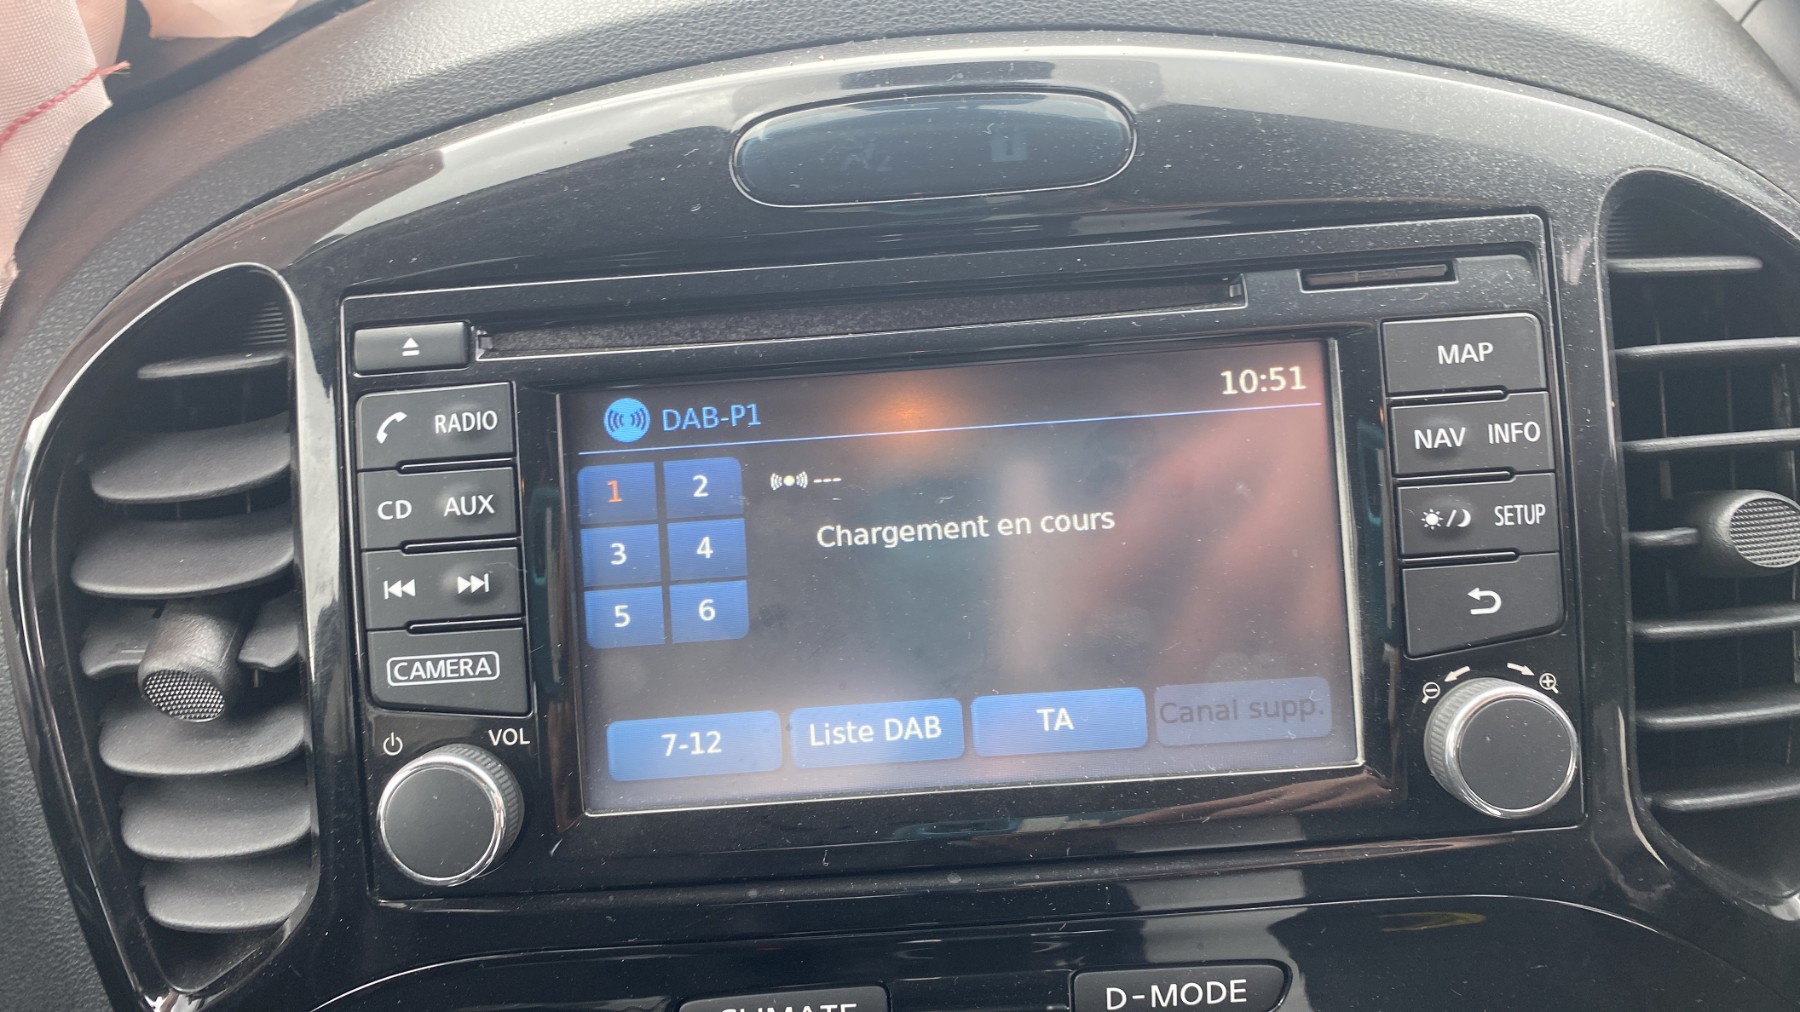 10:51
DAB-P1
1 2
---
3 4
Chargement en cours
5 6
7-12 Liste DAB TA Canal supp.
RADIO
CD AUX
CAMERA
VOL
MAP
NAV INFO
SETUP
CLIMATE
D-MODE